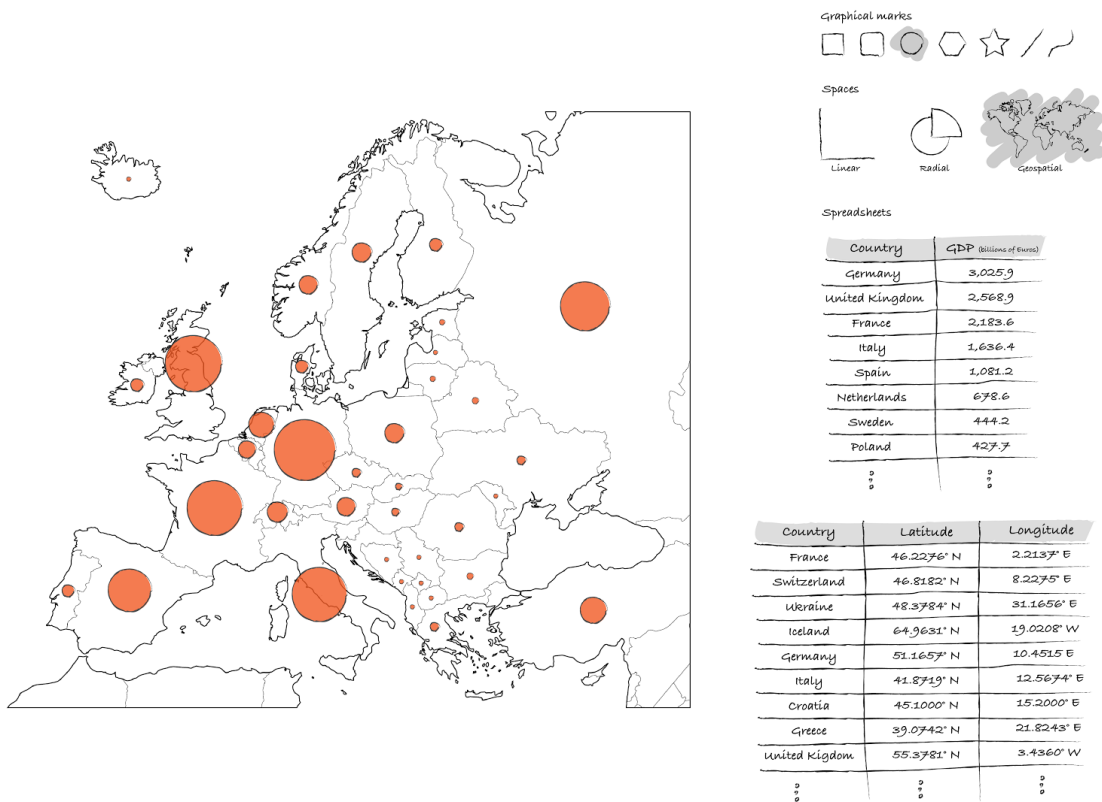 Graphical marks
Spaces
Linear
Radial
Geospatial
Spreadsheets
Country GDP (billions of Euros)
Germany 3,025.9
United Kingdom 2,568.9
France 2,183.6
Italy 1,636.4
Spain 1,081.2
Netherlands 678.6
Sweden 444.2
Poland 427.7
Country Latitude Longitude
France 46.2276° N 2.2137° E
Switzerland 46.8182° N 8.2275° E
Ukraine 48.3784° N 31.1656° E
Iceland 64.9631° N 19.0208° W
Germany 51.1657° N 10.4515 E
Italy 41.8719° N 12.5674° E
Croatia 45.1000° N 15.2000° E
Greece 39.0742° N 21.8243° E
United Kigdom 55.3781° N 3.4360° W